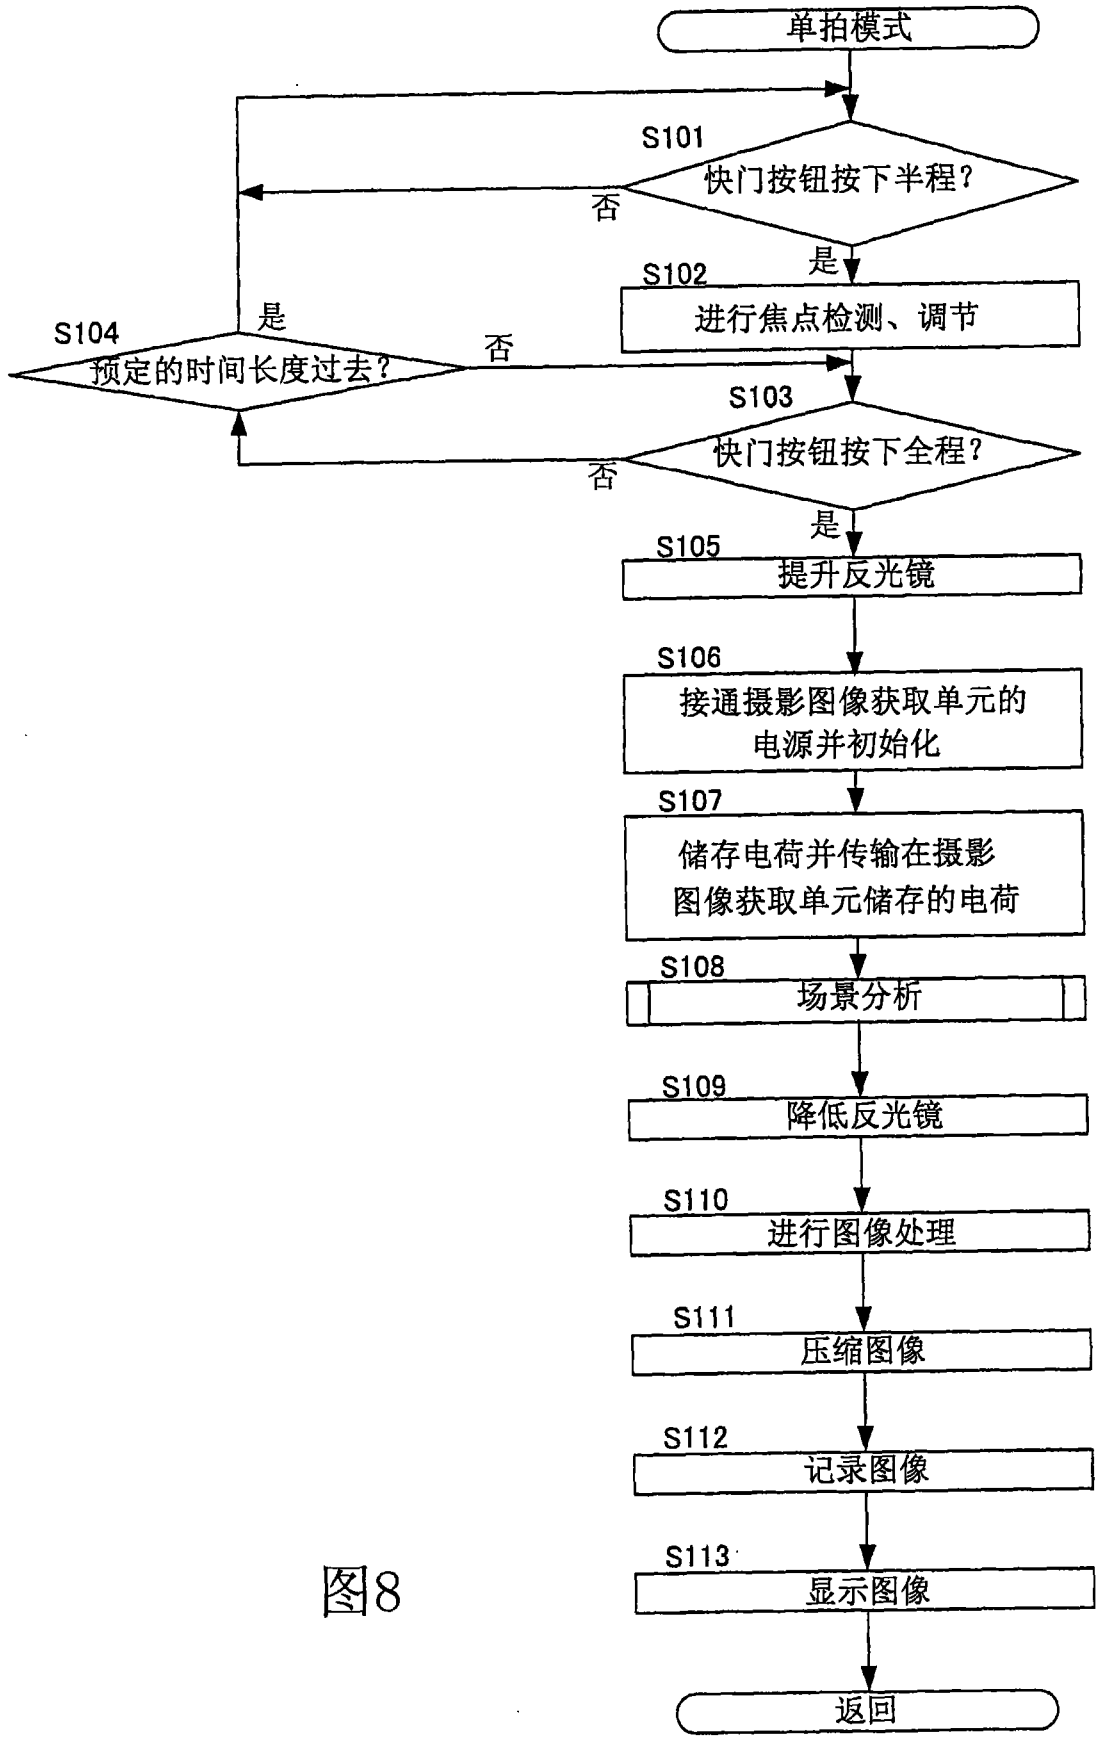 单拍模式
S101
快门按钮按下半程?
否
是
S102
进行焦点检测、调节
S104
是
预定的时间长度过去?
否
S103
快门按钮按下全程?
否
是
S105
提升反光镜
S106
接通摄影图像获取单元的
电源并初始化
S107
储存电荷并传输在摄影
图像获取单元储存的电荷
S108
场景分析
S109
降低反光镜
S110
进行图像处理
S111
压缩图像
S112
记录图像
S113
显示图像
图8
返回